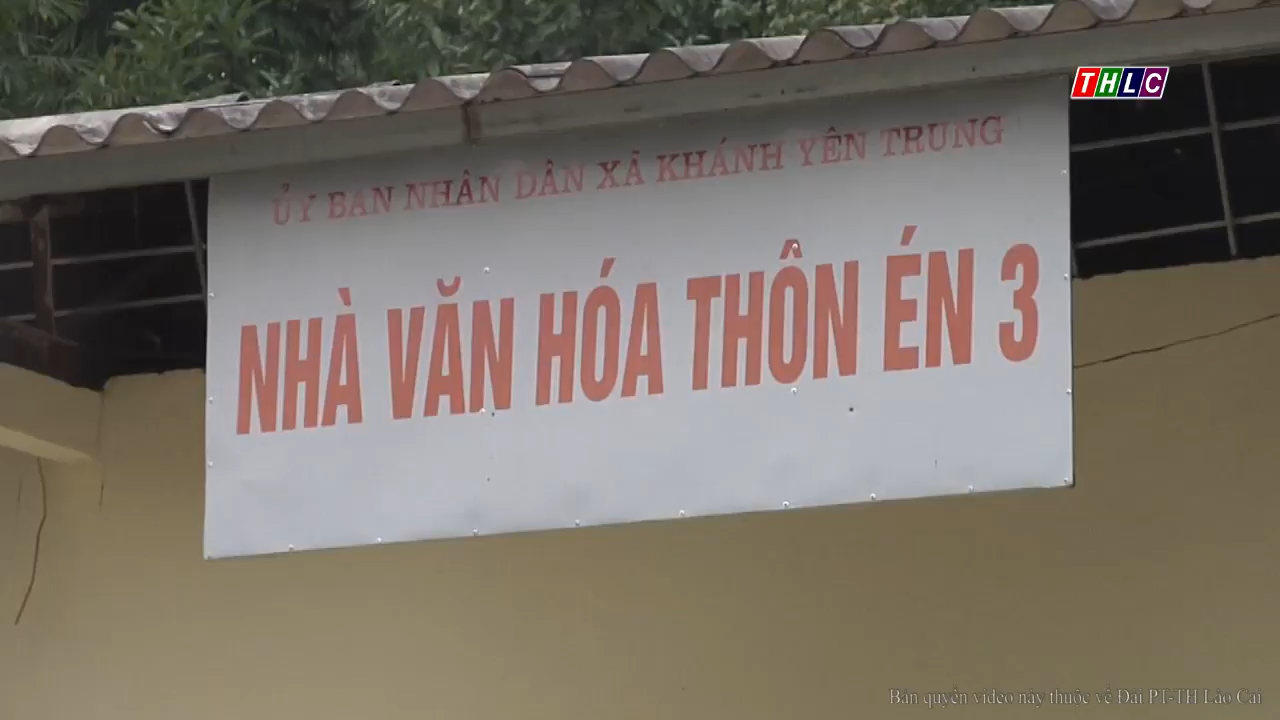 THLC
ỦY BAN NHÂN DÂN XÃ KHÁNH YÊN TRUNG
NHÀ VĂN HÓA THÔN ÉN 3
Bản quyền video này thuộc về Đài PT-TH Lào Cai